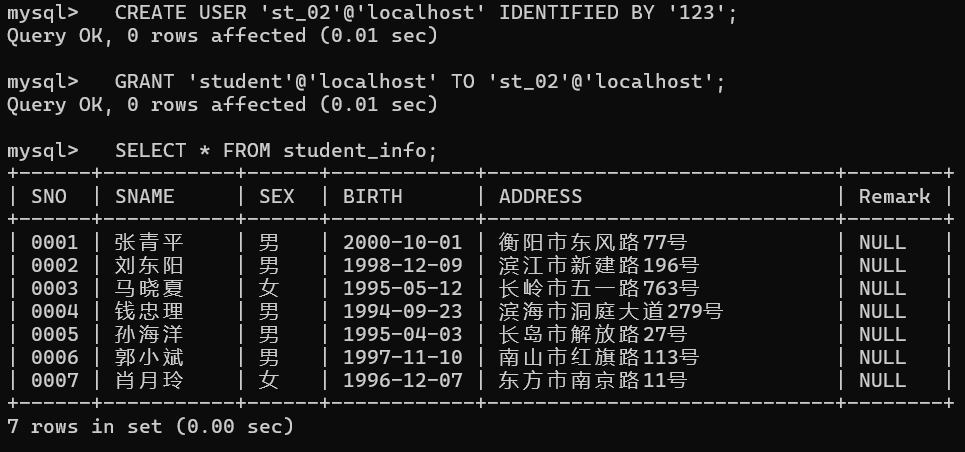 mysql>   CREATE USER 'st_02'@'localhost' IDENTIFIED BY '123';
Query OK, 0 rows affected (0.01 sec)

mysql>   GRANT 'student'@'localhost' TO 'st_02'@'localhost';
Query OK, 0 rows affected (0.01 sec)

mysql>   SELECT * FROM student_info;
+------+-----------+------+------------+-----------------------------+--------+
| SNO  | SNAME     | SEX  | BIRTH      | ADDRESS                     | Remark |
+------+-----------+------+------------+-----------------------------+--------+
| 0001 | 张青平    | 男   | 2000-10-01 | 衡阳市东风路77号            | NULL   |
| 0002 | 刘东阳    | 男   | 1998-12-09 | 滨江市新建路196号           | NULL   |
| 0003 | 马晓夏    | 女   | 1995-05-12 | 长岭市五一路763号           | NULL   |
| 0004 | 钱忠理    | 男   | 1994-09-23 | 滨海市洞庭大道279号         | NULL   |
| 0005 | 孙海洋    | 男   | 1995-04-03 | 长岛市解放路27号            | NULL   |
| 0006 | 郭小斌    | 男   | 1997-11-10 | 南山市红旗路113号           | NULL   |
| 0007 | 肖月玲    | 女   | 1996-12-07 | 东方市南京路11号            | NULL   |
+------+-----------+------+------------+-----------------------------+--------+
7 rows in set (0.00 sec)